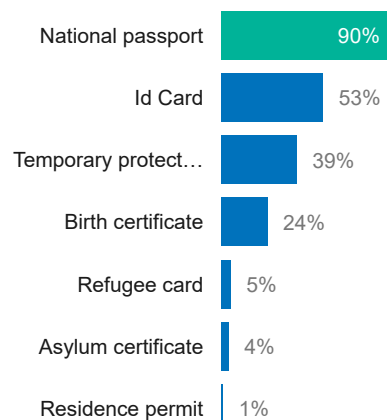 National passport 90%
Id Card 53%
Temporary protect… 39%
Birth certificate 24%
Refugee card 5%
Asylum certificate 4%
Residence permit 1%